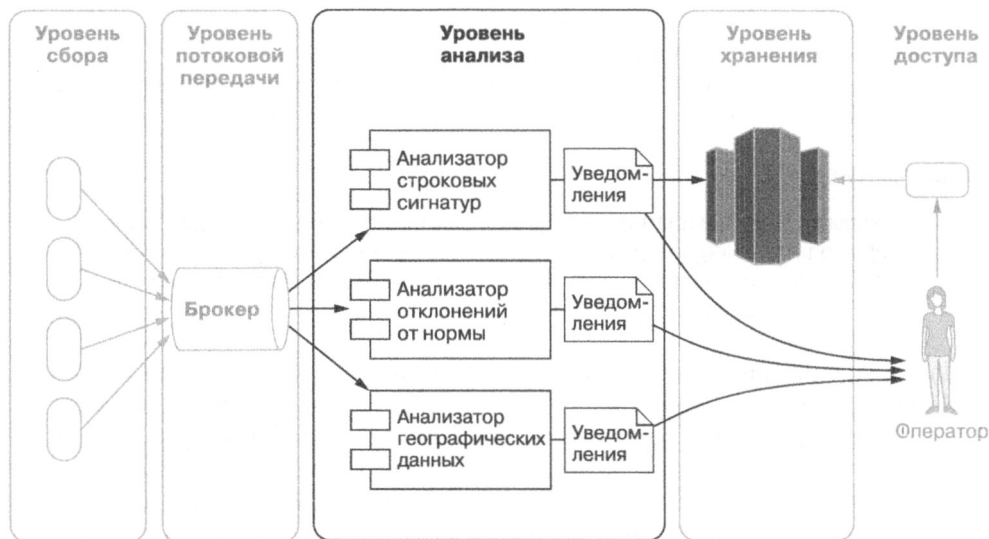 Уровень
сбора
Уровень
потоковой
передачи
Уровень
анализа
Уровень
хранения
Уровень
доступа
Анализатор
строковых
сигнатур
Уведом-
ления
Брокер
Анализатор
отклонений
от нормы
Уведом-
ления
Анализатор
географических
данных
Уведом-
ления
Оператор